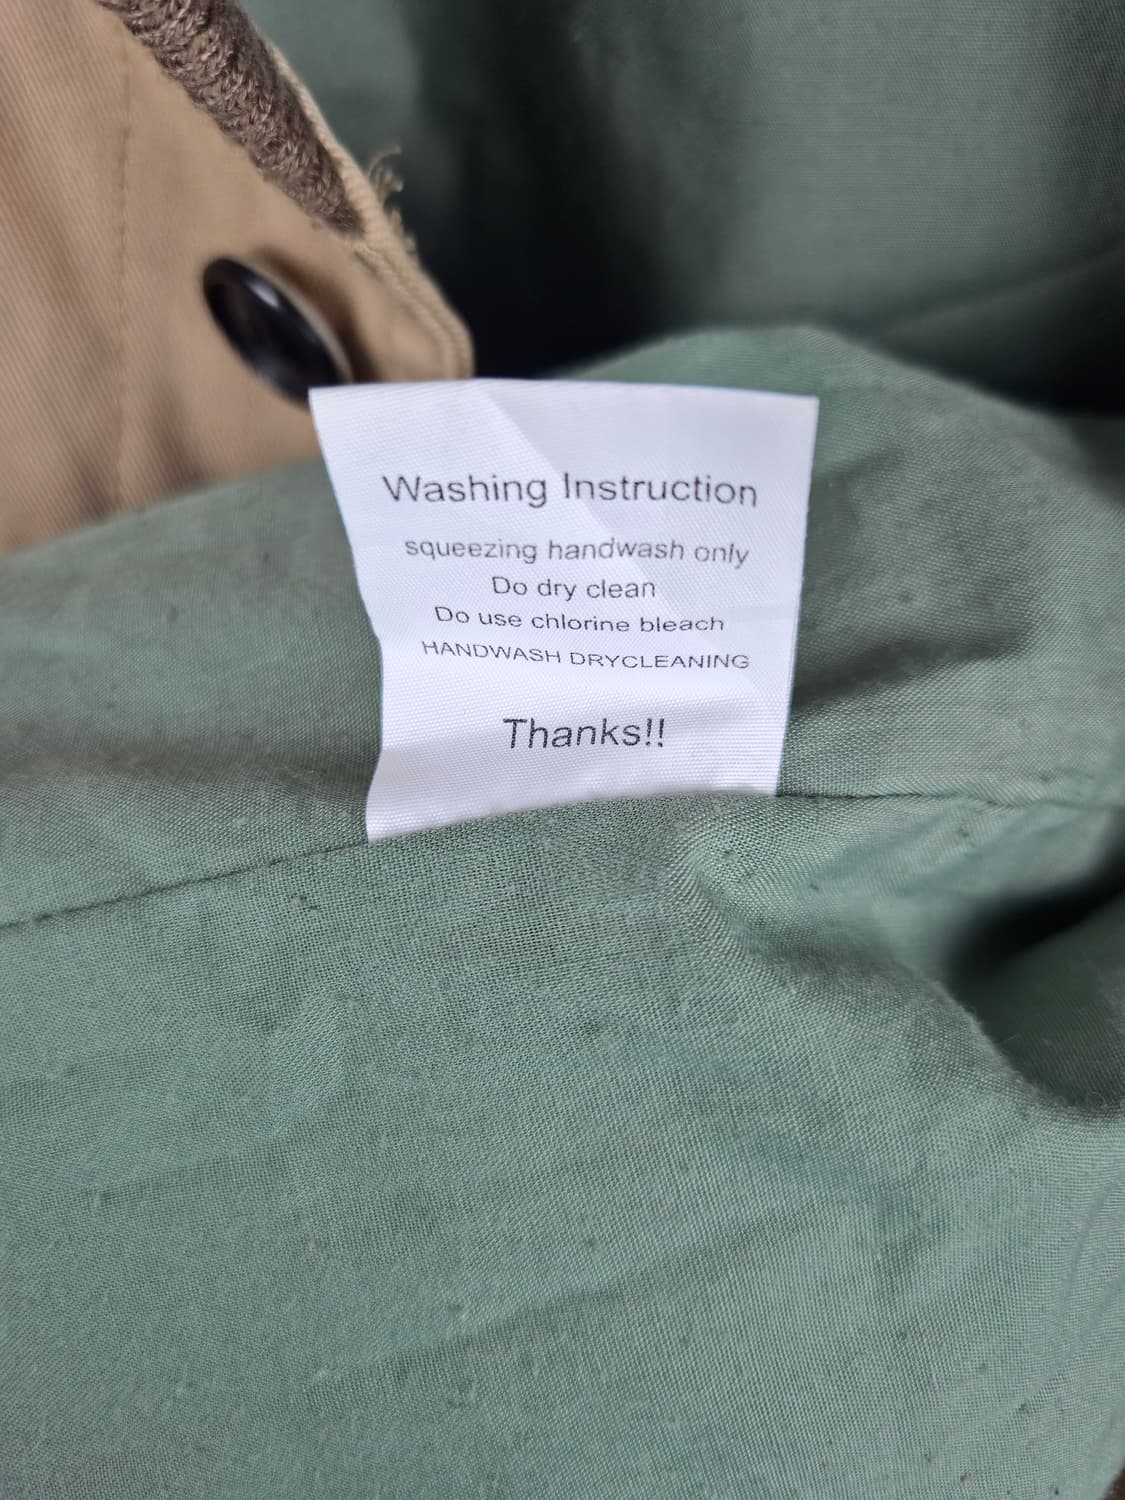 Washing Instruction
squeezing handwash only
Do dry clean
Do use chlorine bleach
HANDWASH DRYCLEANING
Thanks!!